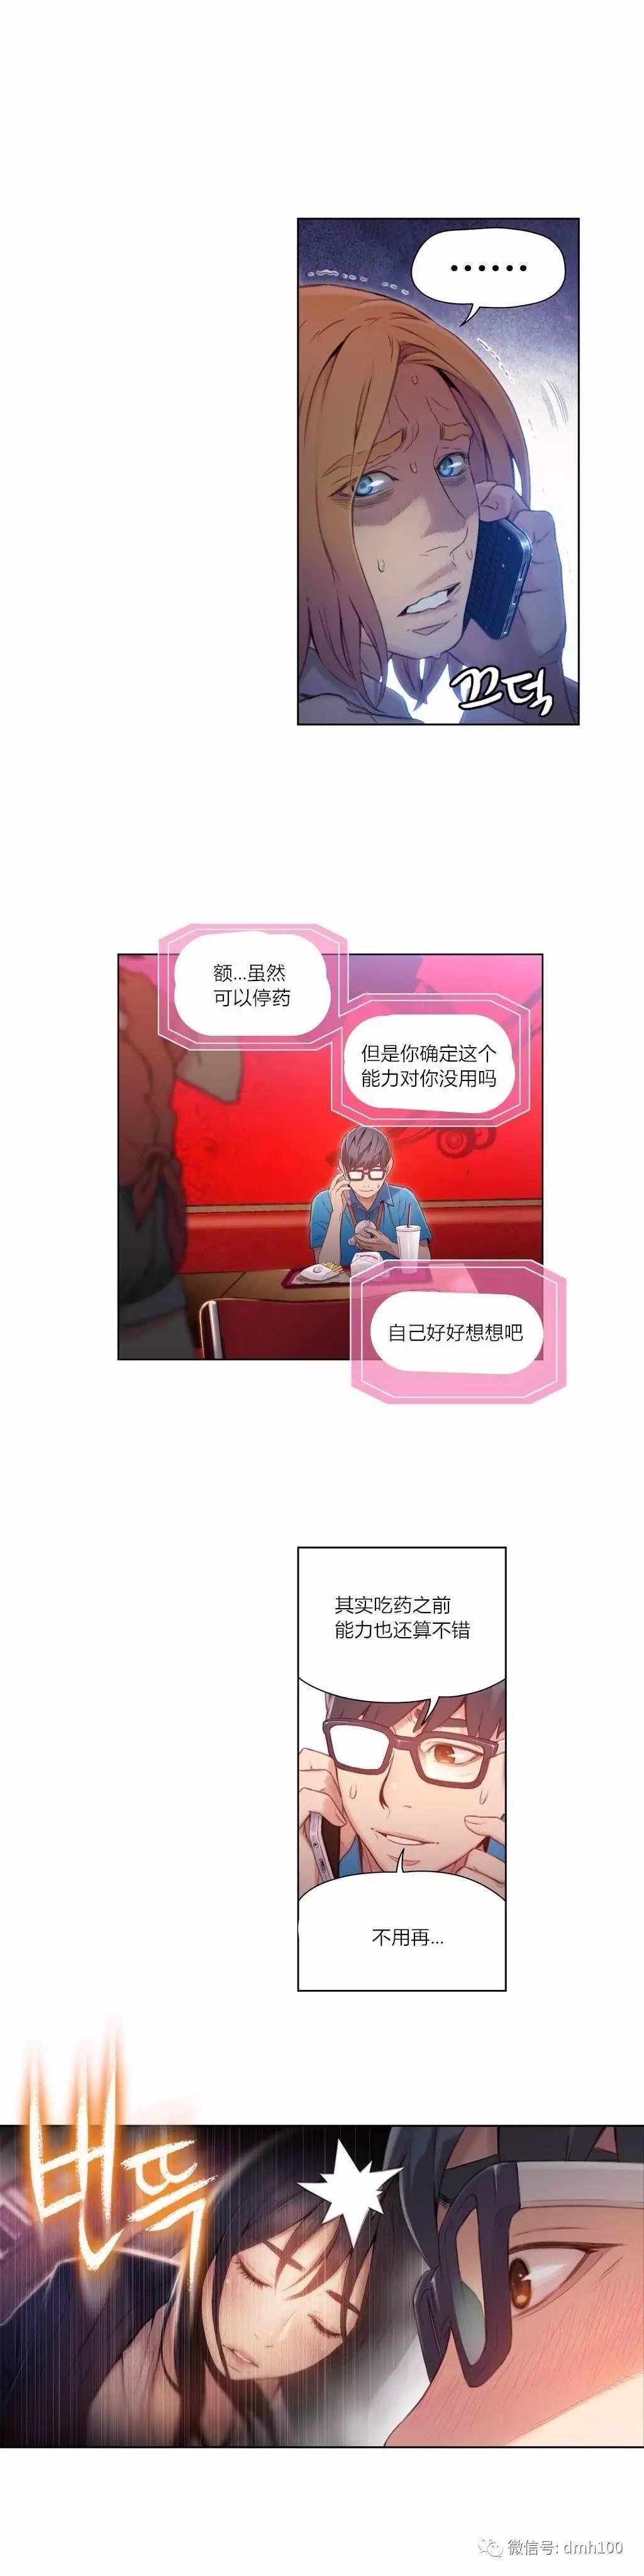 ......
끄덕
额...虽然
可以停药
但是你确定这个
能力对你没用吗
自己好好想想吧
其实吃药之前
能力也还算不错
不用再...
번뜩
微信号: dmh100